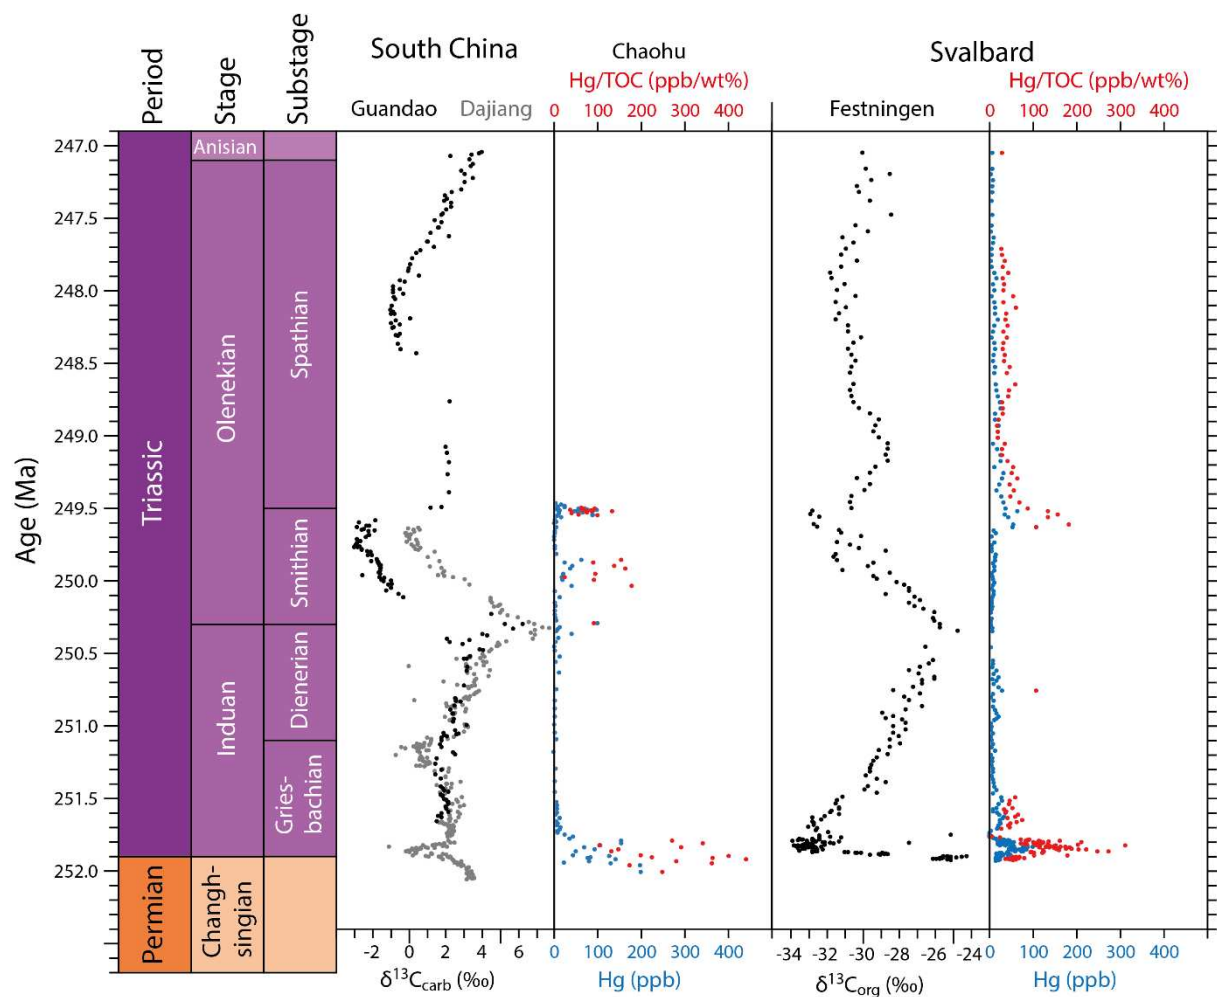 South China
Svalbard
Chaohu
Hg/TOC (ppb/wt%)
Hg/TOC (ppb/wt%)
Period
Stage
Substage
Guandao
Dajiang
0 100 200 300 400
Festningen
0 100 200 300 400
Age (Ma)
247.0
247.5
248.0
248.5
249.0
249.5
250.0
250.5
251.0
251.5
252.0
Triassic
Permian
Anisian
Olenekian
Induan
Changh-
singian
Spathian
Smithian
Dienerian
Gries-
bachian
-2 0 2 4 6
δ13Ccarb (‰)
0 100 200 300 400
Hg (ppb)
-34 -32 -30 -28 -26 -24
δ13Corg (‰)
0 100 200 300 400
Hg (ppb)